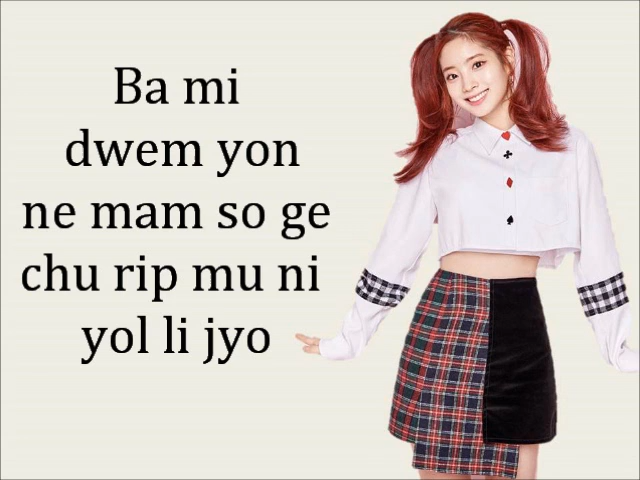 Ba mi
dwem yon
ne mam so ge
chu rip mu ni
yol li jyo